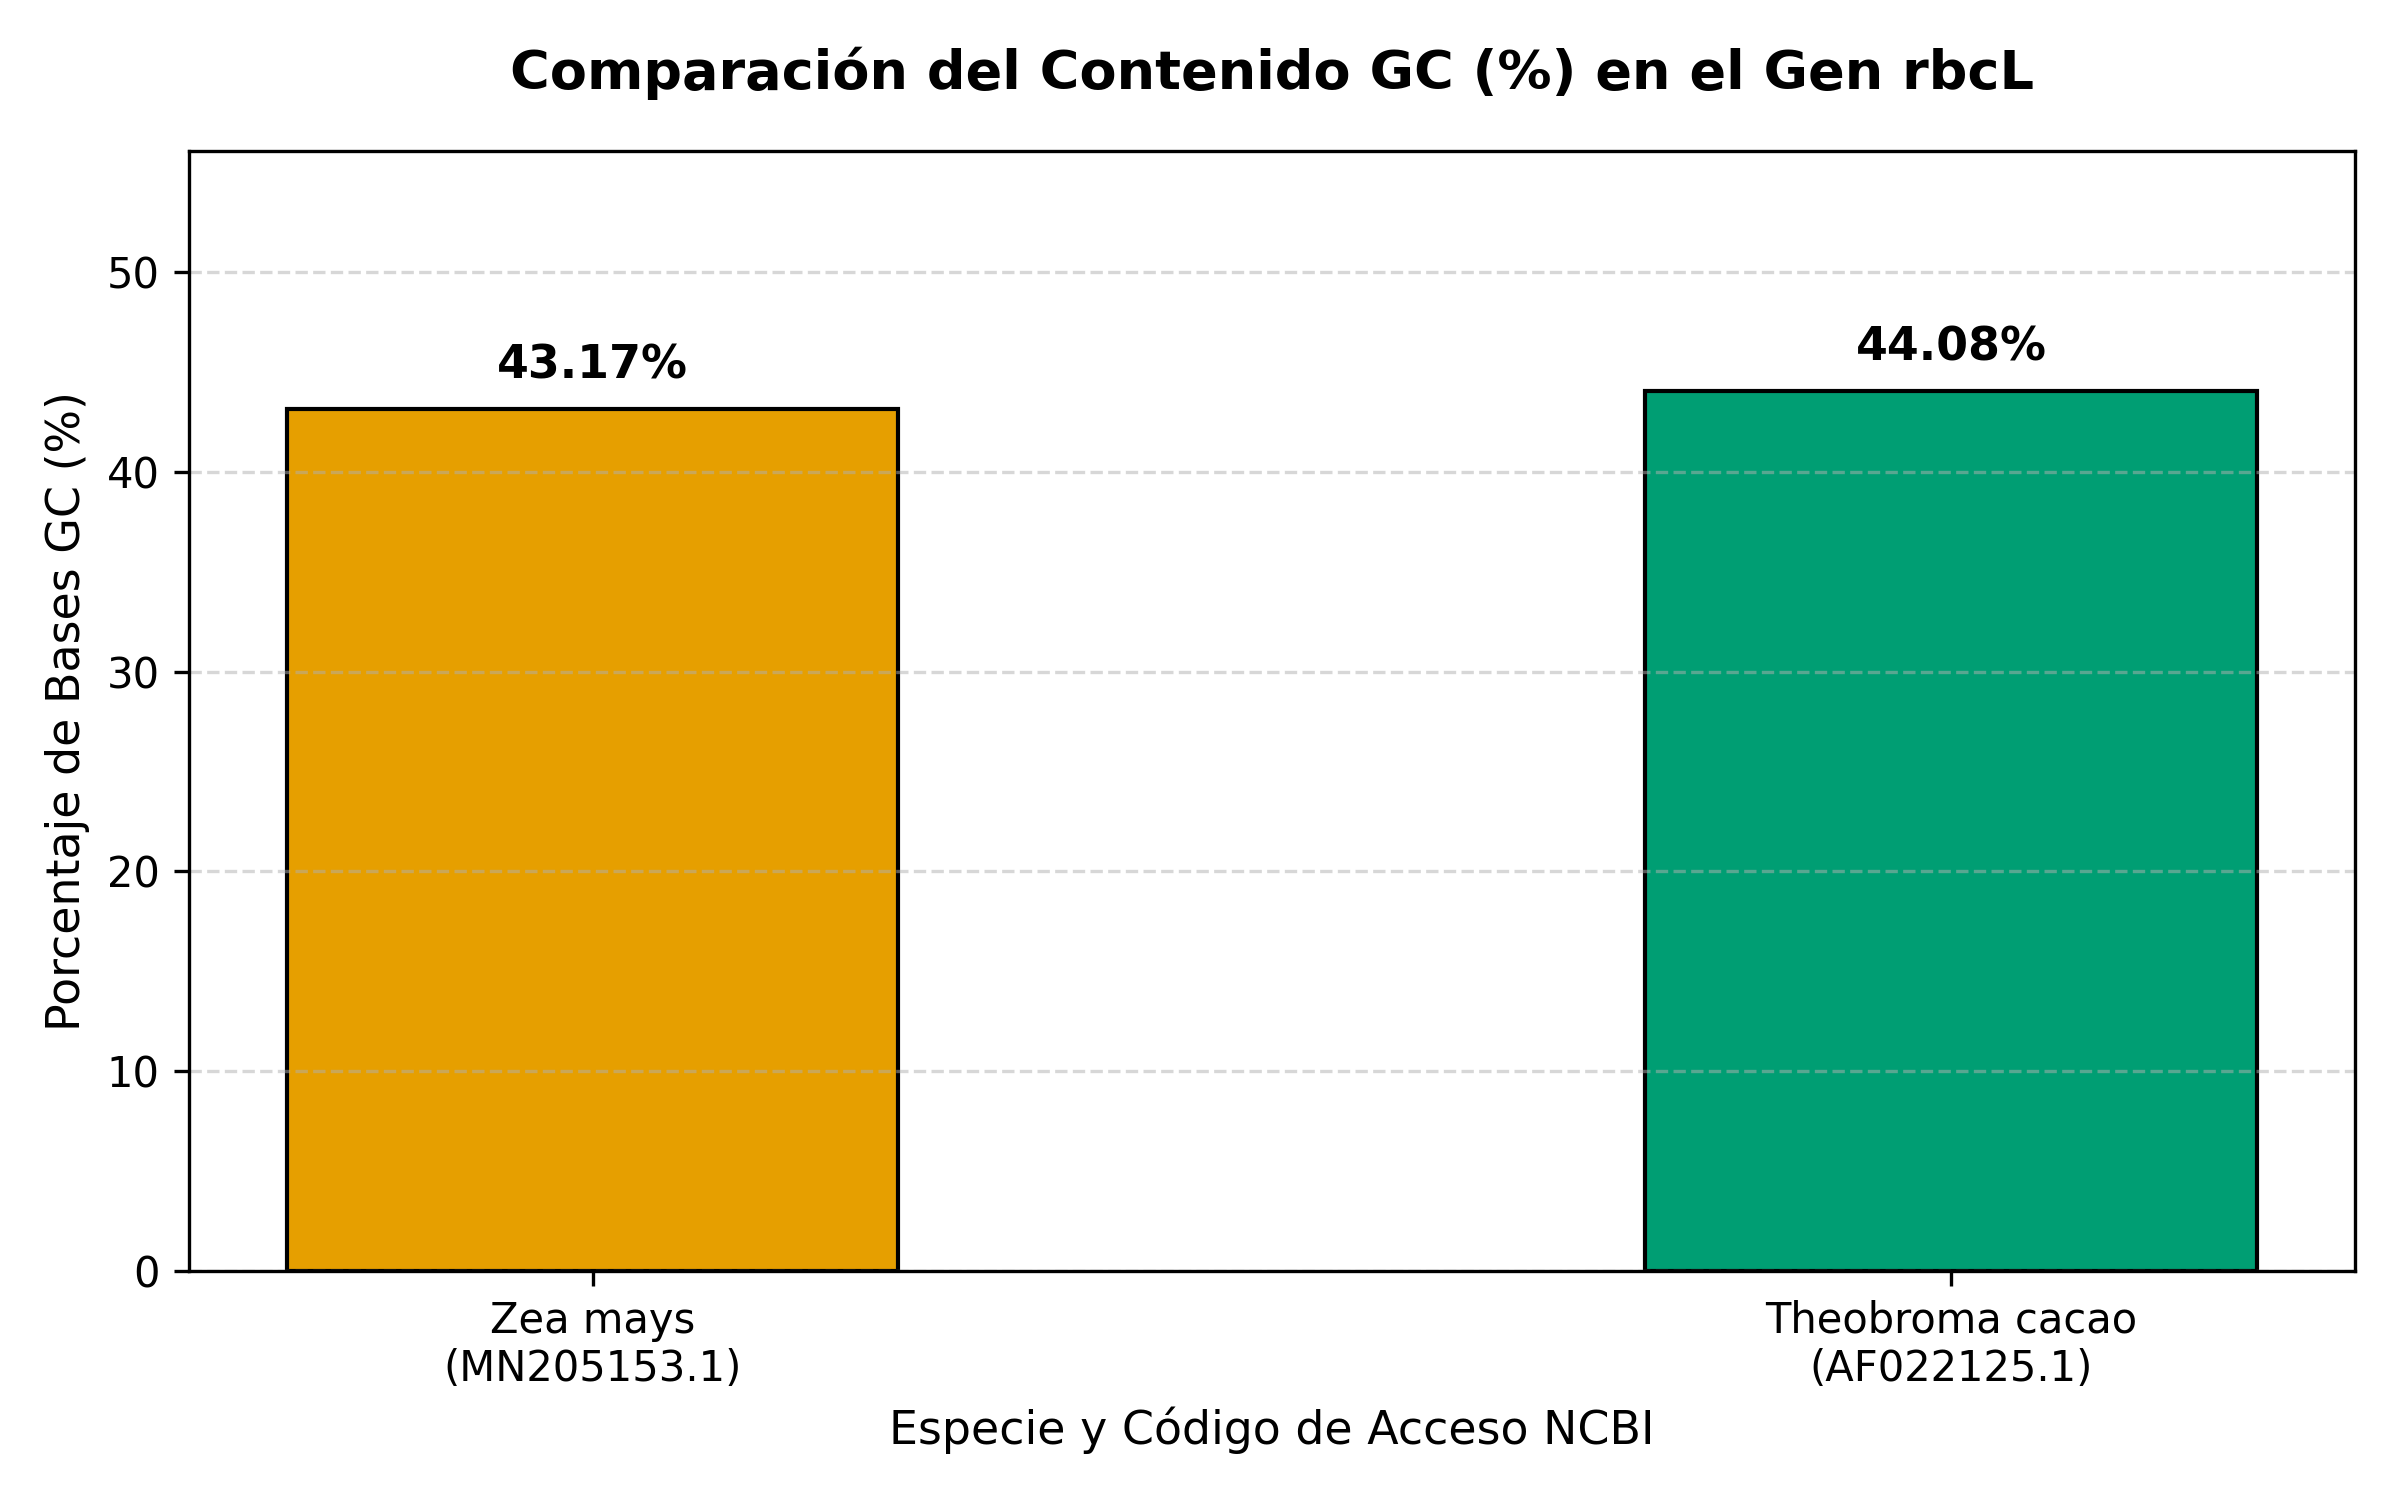 Comparación del Contenido GC (%) en el Gen rbcL
Porcentaje de Bases GC (%)
50
40
30
20
10
0
43.17%
44.08%
Zea mays
(MN205153.1)
Theobroma cacao
(AF022125.1)
Especie y Código de Acceso NCBI